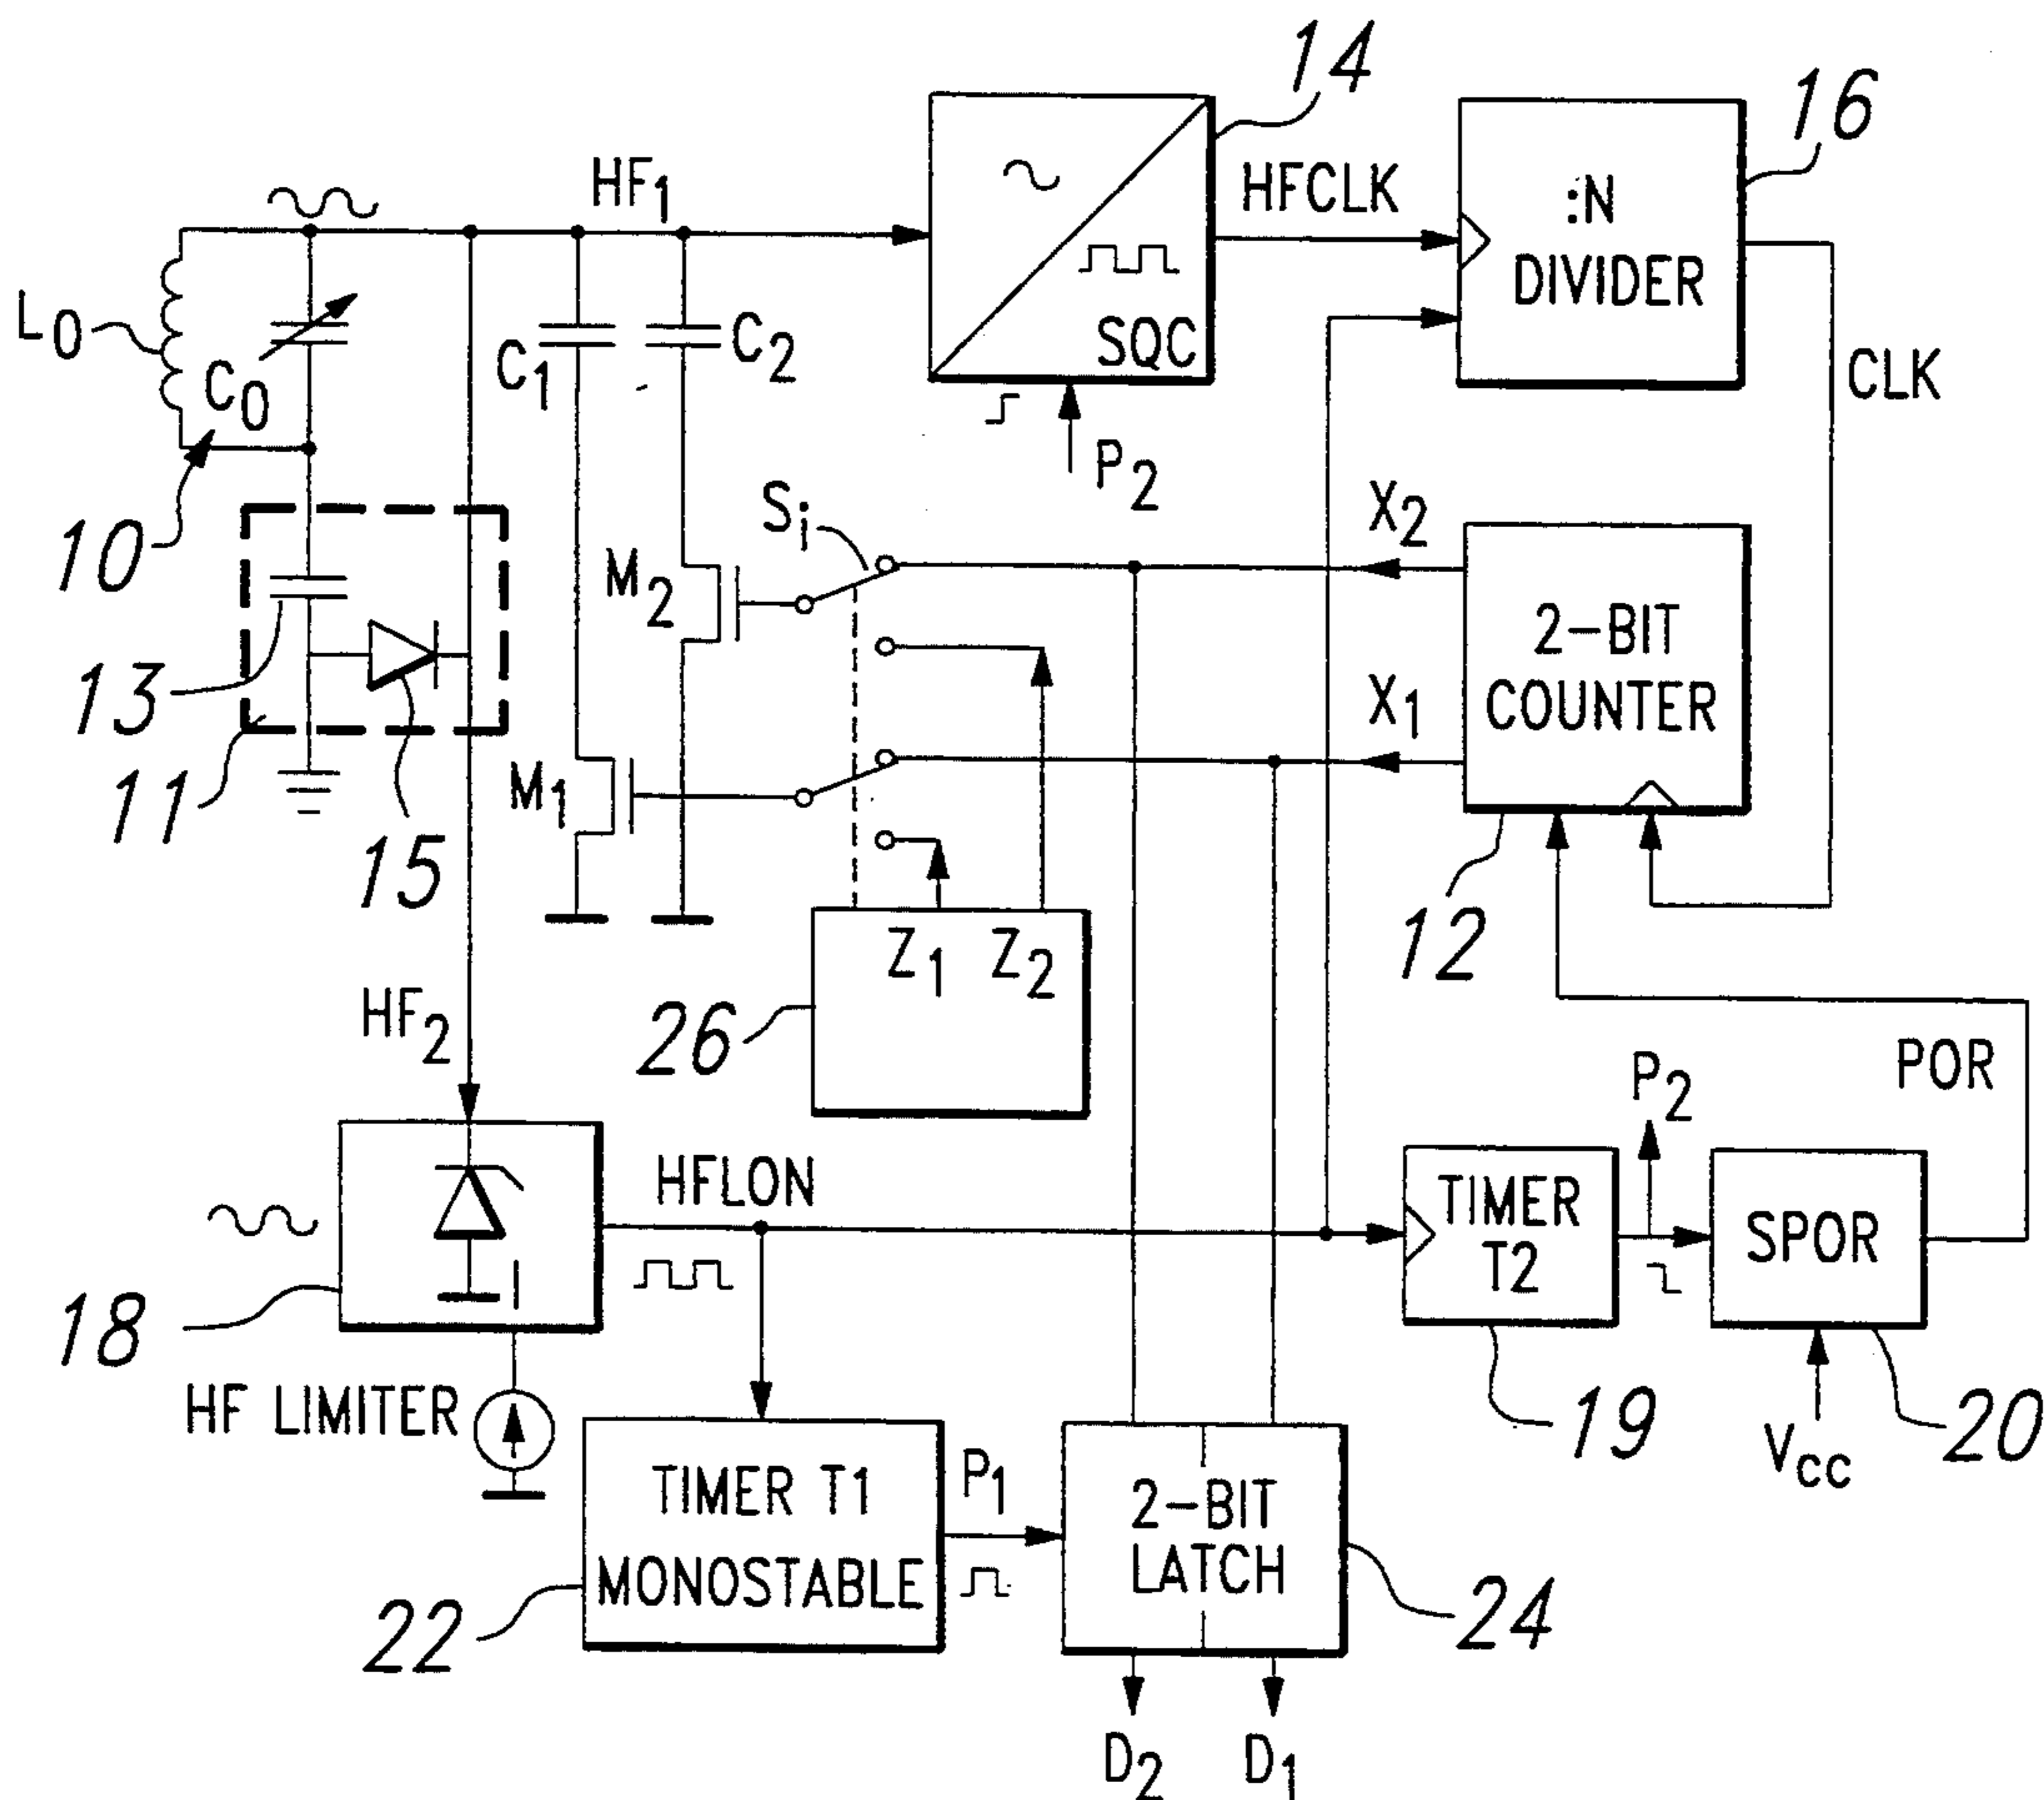 14
16
HF1
HFCLK
:N
DIVIDER
L0
C0
C1
C2
SQC
CLK
P2
Si
X2
10
M2
2-BIT
COUNTER
13
X1
M1
11
15
12
Z1 Z2
HF2
26
P2
POR
HFLON
TIMER
T2
SPOR
18
HF LIMITER
19
VCC
20
TIMER T1
MONOSTABLE
P1
2-BIT
LATCH
22
24
D2 D1